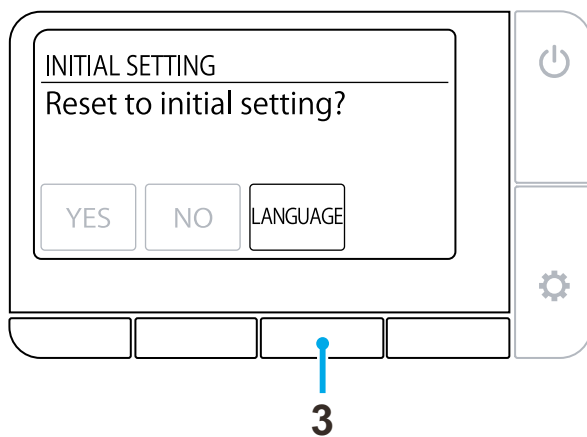 INITIAL SETTING
Reset to initial setting?
YES NO LANGUAGE
3